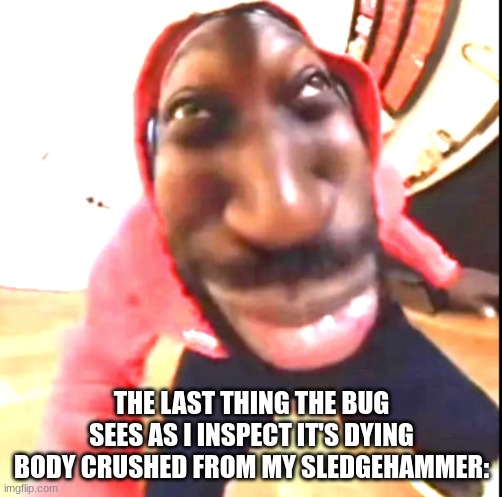 THE LAST THING THE BUG
SEES AS I INSPECT IT'S DYING
BODY CRUSHED FROM MY SLEDGEHAMMER:
imgflip.com